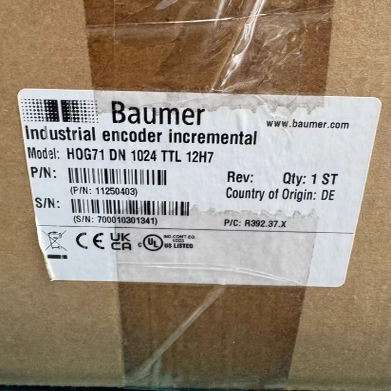 Baumer
www.baumer.com
Industrial encoder incremental
Model: HOG71 DN 1024 TTL 12H7
P/N:
Rev: Qty: 1 ST
(P/N: 11250403)
Country of Origin: DE
S/N:
(S/N: 700010301341)
P/C: R392.37.X
CE UK CA c UL US LISTED